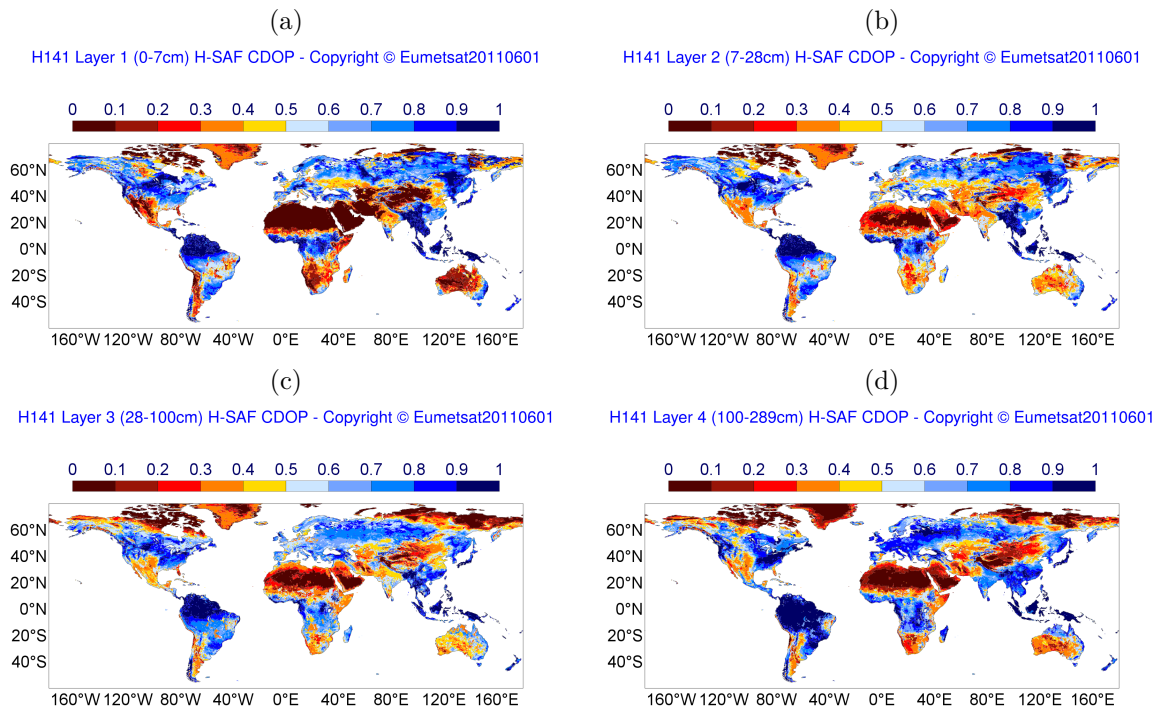 (a)
H141 Layer 1 (0-7cm) H-SAF CDOP - Copyright © Eumetsat20110601
0 0.1 0.2 0.3 0.4 0.5 0.6 0.7 0.8 0.9 1
60°N
40°N
20°N
0°N
20°S
40°S
160°W 120°W 80°W 40°W 0°E 40°E 80°E 120°E 160°E
(b)
H141 Layer 2 (7-28cm) H-SAF CDOP - Copyright © Eumetsat20110601
0 0.1 0.2 0.3 0.4 0.5 0.6 0.7 0.8 0.9 1
60°N
40°N
20°N
0°N
20°S
40°S
160°W 120°W 80°W 40°W 0°E 40°E 80°E 120°E 160°E
(c)
H141 Layer 3 (28-100cm) H-SAF CDOP - Copyright © Eumetsat20110601
0 0.1 0.2 0.3 0.4 0.5 0.6 0.7 0.8 0.9 1
60°N
40°N
20°N
0°N
20°S
40°S
160°W 120°W 80°W 40°W 0°E 40°E 80°E 120°E 160°E
(d)
H141 Layer 4 (100-289cm) H-SAF CDOP - Copyright © Eumetsat20110601
0 0.1 0.2 0.3 0.4 0.5 0.6 0.7 0.8 0.9 1
60°N
40°N
20°N
0°N
20°S
40°S
160°W 120°W 80°W 40°W 0°E 40°E 80°E 120°E 160°E